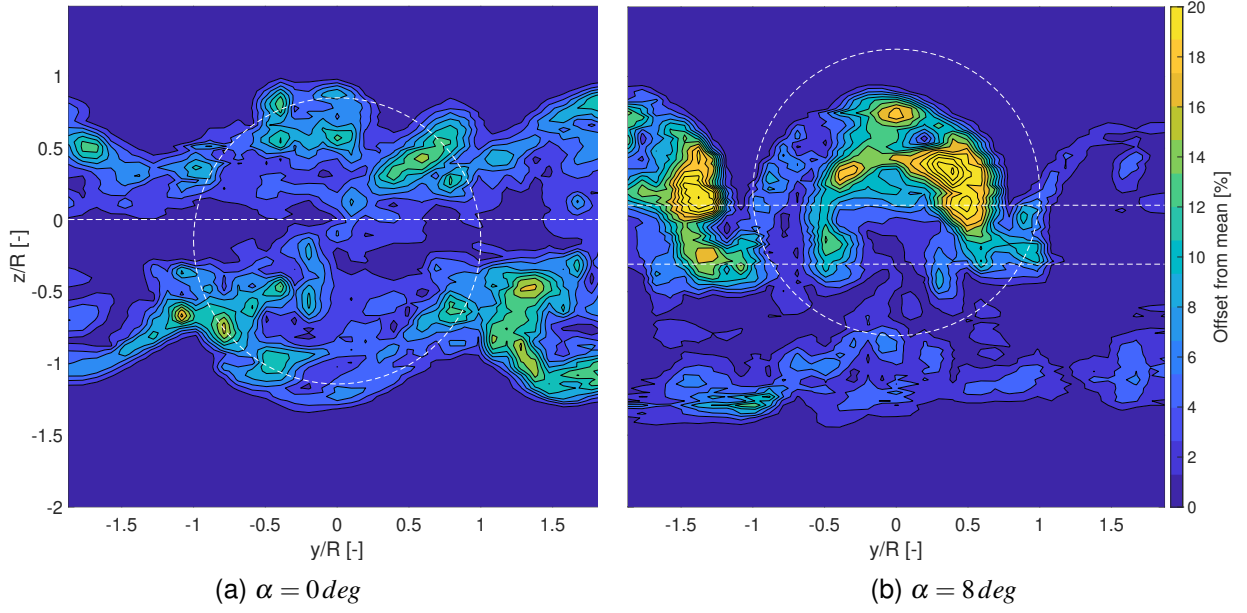 1
0.5
0
-0.5
-1
-1.5
-2
z/R [-]
-1.5 -1 -0.5 0 0.5 1 1.5
y/R [-]
(a) α = 0 deg
-1.5 -1 -0.5 0 0.5 1 1.5
y/R [-]
(b) α = 8 deg
20
18
16
14
12
10
8
6
4
2
0
Offset from mean [%]